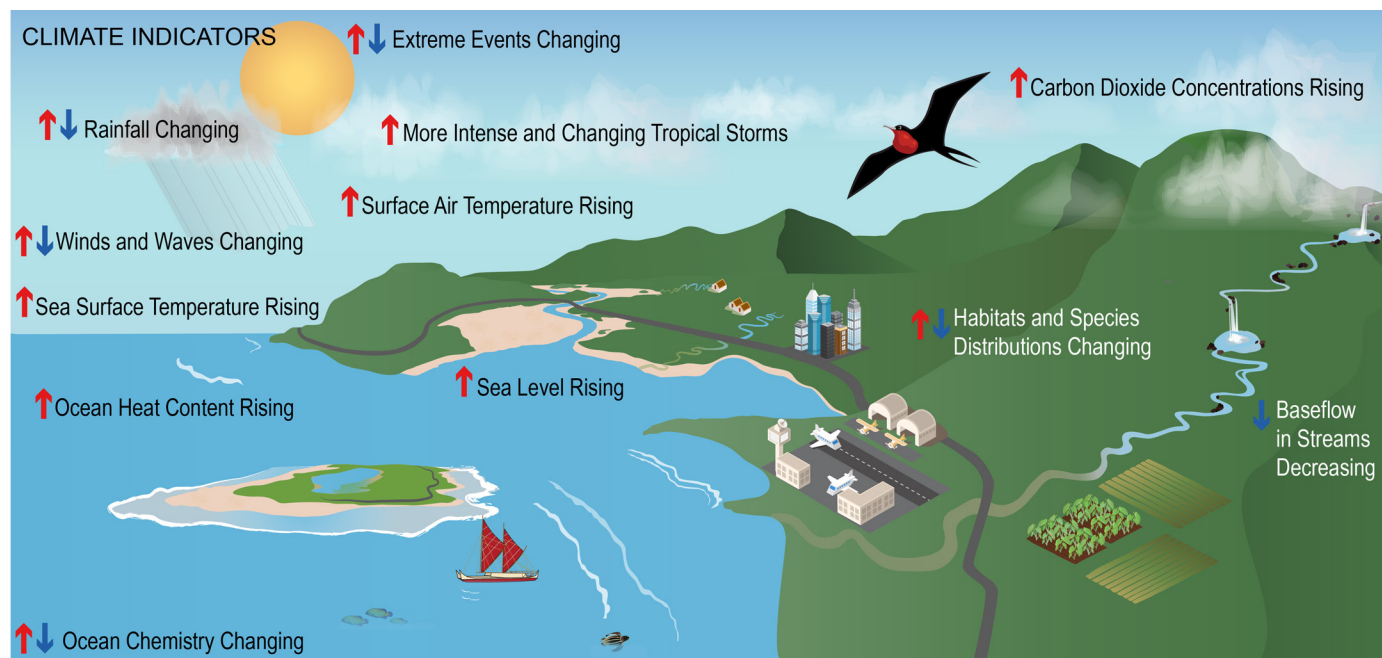 CLIMATE INDICATORS
Extreme Events Changing
Carbon Dioxide Concentrations Rising
Rainfall Changing
More Intense and Changing Tropical Storms
Surface Air Temperature Rising
Winds and Waves Changing
Sea Surface Temperature Rising
Habitats and Species
Distributions Changing
Sea Level Rising
Ocean Heat Content Rising
Baseflow
in Streams
Decreasing
Ocean Chemistry Changing